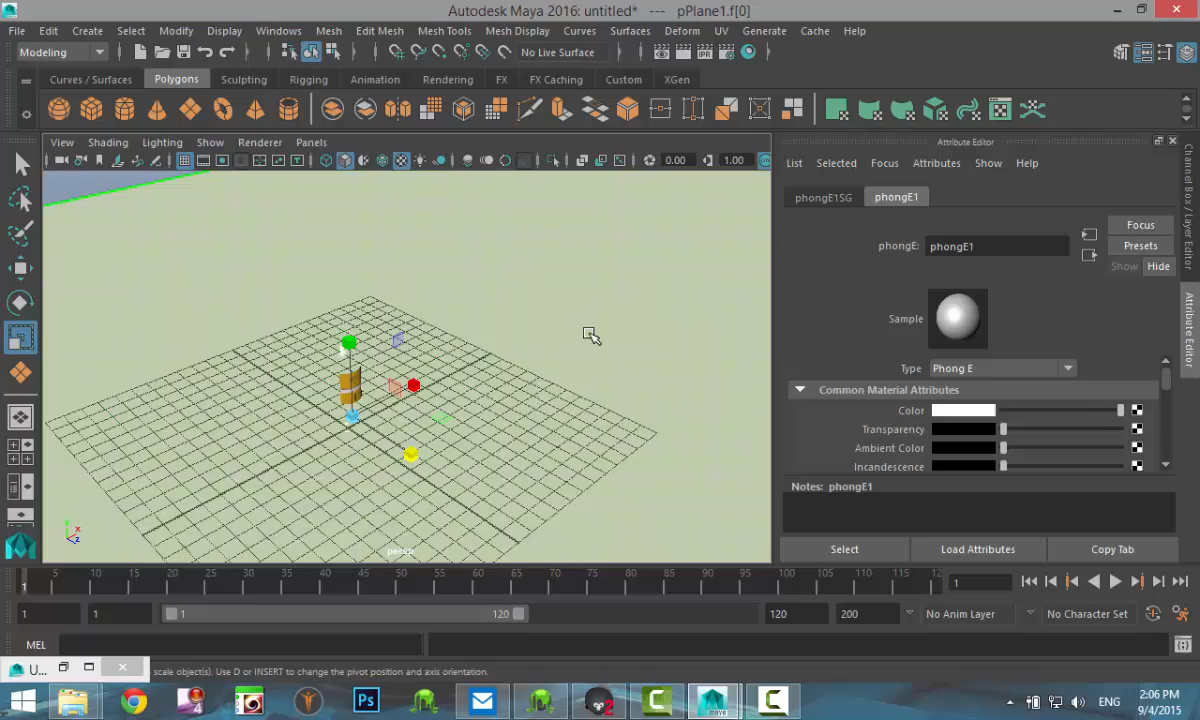 Autodesk Maya 2016: untitled* --- pPlane1.f[0]
File Edit Create Select Modify Display Windows Mesh Edit Mesh Mesh Tools Mesh Display Curves Surfaces Deform UV Generate Cache Help
Modeling No Live Surface
Curves / Surfaces Polygons Sculpting Rigging Animation Rendering FX FX Caching Custom XGen
View Shading Lighting Show Renderer Panels
0.00 1.00
Attribute Editor
List Selected Focus Attributes Show Help
phongE1SG phongE1
phongE: phongE1
Focus
Presets
Show Hide
Sample
Type Phong E
Common Material Attributes
Color
Transparency
Ambient Color
Incandescence
Notes: phongE1
Select Load Attributes Copy Tab
Channel Box / Layer Editor
Attribute Editor
y x z
persp
5 10 15 20 25 30 35 40 45 50 55 60 65 70 75 80 85 90 95 100 105 110 115 12
1 1
1 1 1 120 120 200 No Anim Layer No Character Set
MEL
U... scale object(s). Use D or INSERT to change the pivot position and axis orientation.
ENG
2:06 PM
9/4/2015